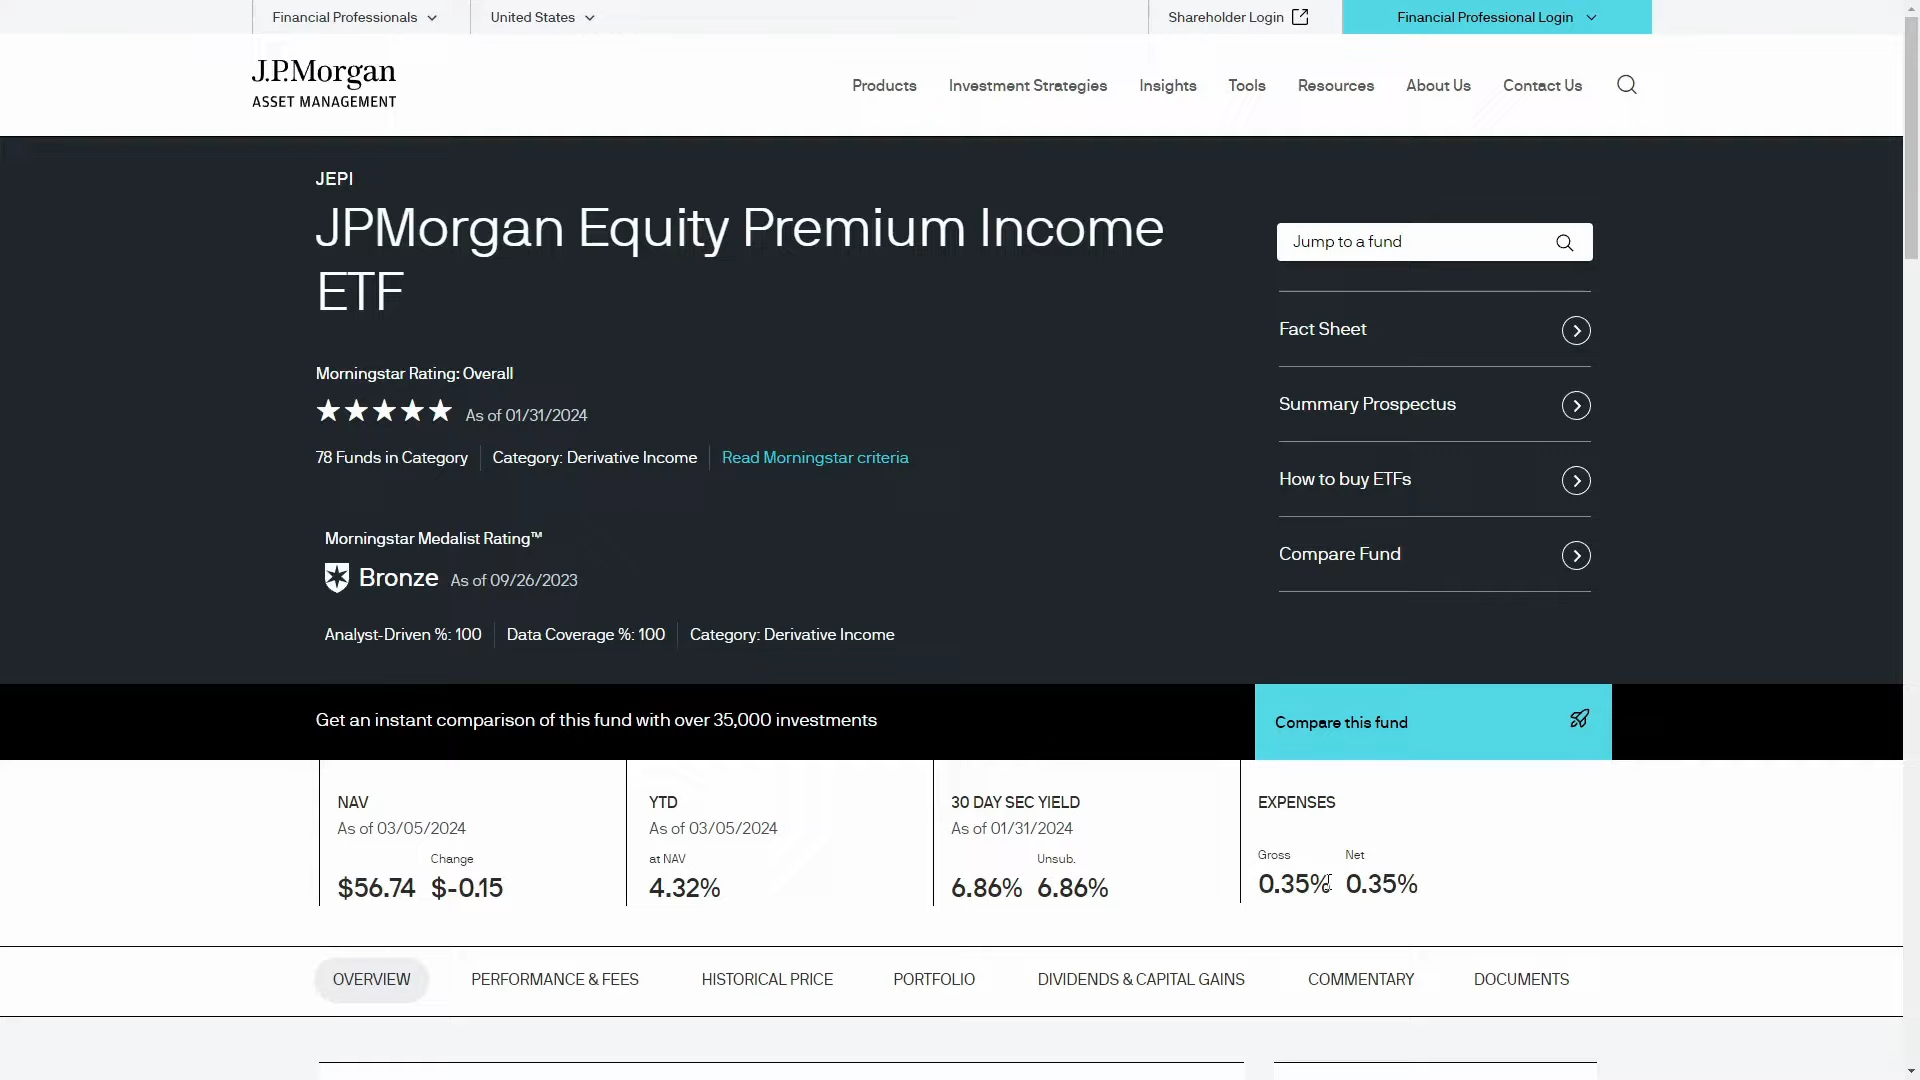 Financial Professionals
United States
Shareholder Login
Financial Professional Login
J.P.Morgan
ASSET MANAGEMENT
Products
Investment Strategies
Insights
Tools
Resources
About Us
Contact Us
JEPI
JPMorgan Equity Premium Income
ETF
Jump to a fund
Fact Sheet
Summary Prospectus
How to buy ETFs
Compare Fund
Morningstar Rating: Overall
As of 01/31/2024
78 Funds in Category
Category: Derivative Income
Read Morningstar criteria
Morningstar Medalist Rating™
Bronze As of 09/26/2023
Analyst-Driven %: 100
Data Coverage %: 100
Category: Derivative Income
Get an instant comparison of this fund with over 35,000 investments
Compare this fund
NAV
As of 03/05/2024
Change
$56.74 $-0.15
YTD
As of 03/05/2024
at NAV
4.32%
30 DAY SEC YIELD
As of 01/31/2024
Unsub.
6.86% 6.86%
EXPENSES
Gross Net
0.35% 0.35%
OVERVIEW
PERFORMANCE & FEES
HISTORICAL PRICE
PORTFOLIO
DIVIDENDS & CAPITAL GAINS
COMMENTARY
DOCUMENTS